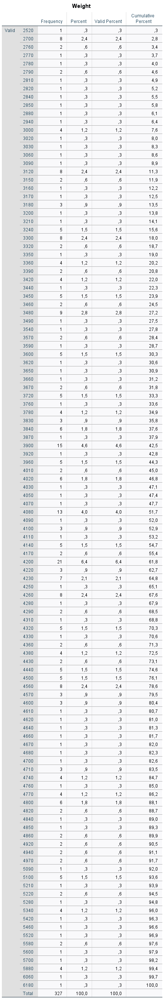 Weight
Frequency Percent Valid Percent Cumulative Percent
Valid 2520 1 ,3 ,3 ,3
2700 8 2,4 2,4 2,8
2760 2 ,6 ,6 3,4
2770 1 ,3 ,3 3,7
2780 1 ,3 ,3 4,0
2790 2 ,6 ,6 4,6
2810 1 ,3 ,3 4,9
2820 1 ,3 ,3 5,2
2840 1 ,3 ,3 5,5
2850 1 ,3 ,3 5,8
2880 1 ,3 ,3 6,1
2940 1 ,3 ,3 6,4
3000 4 1,2 1,2 7,6
3020 1 ,3 ,3 8,0
3030 1 ,3 ,3 8,3
3060 1 ,3 ,3 8,6
3090 1 ,3 ,3 8,9
3120 8 2,4 2,4 11,3
3150 2 ,6 ,6 11,9
3160 1 ,3 ,3 12,2
3170 1 ,3 ,3 12,5
3180 3 ,9 ,9 13,5
3200 1 ,3 ,3 13,8
3210 1 ,3 ,3 14,1
3240 5 1,5 1,5 15,6
3300 8 2,4 2,4 18,0
3320 2 ,6 ,6 18,7
3350 1 ,3 ,3 19,0
3360 4 1,2 1,2 20,2
3390 2 ,6 ,6 20,8
3420 4 1,2 1,2 22,0
3440 1 ,3 ,3 22,3
3450 5 1,5 1,5 23,9
3460 2 ,6 ,6 24,5
3480 9 2,8 2,8 27,2
3490 1 ,3 ,3 27,5
3540 1 ,3 ,3 27,8
3570 2 ,6 ,6 28,4
3590 1 ,3 ,3 28,7
3600 5 1,5 1,5 30,3
3620 1 ,3 ,3 30,6
3650 1 ,3 ,3 30,9
3660 1 ,3 ,3 31,2
3670 2 ,6 ,6 31,8
3720 5 1,5 1,5 33,3
3760 1 ,3 ,3 33,6
3780 4 1,2 1,2 34,9
3830 3 ,9 ,9 35,8
3840 6 1,8 1,8 37,6
3870 1 ,3 ,3 37,9
3900 15 4,6 4,6 42,5
3920 1 ,3 ,3 42,8
3960 5 1,5 1,5 44,3
4010 2 ,6 ,6 45,0
4020 6 1,8 1,8 46,8
4030 1 ,3 ,3 47,1
4050 1 ,3 ,3 47,4
4070 1 ,3 ,3 47,7
4080 13 4,0 4,0 51,7
4090 1 ,3 ,3 52,0
4100 3 ,9 ,9 52,9
4110 1 ,3 ,3 53,2
4140 5 1,5 1,5 54,7
4170 2 ,6 ,6 55,4
4200 21 6,4 6,4 61,8
4220 3 ,9 ,9 62,7
4230 7 2,1 2,1 64,8
4250 1 ,3 ,3 65,1
4260 8 2,4 2,4 67,6
4280 1 ,3 ,3 67,9
4290 2 ,6 ,6 68,5
4310 1 ,3 ,3 68,8
4320 5 1,5 1,5 70,3
4330 1 ,3 ,3 70,6
4360 2 ,6 ,6 71,3
4380 4 1,2 1,2 72,5
4430 2 ,6 ,6 73,1
4440 5 1,5 1,5 74,6
4500 5 1,5 1,5 76,1
4560 8 2,4 2,4 78,6
4570 3 ,9 ,9 79,5
4600 3 ,9 ,9 80,4
4610 1 ,3 ,3 80,7
4620 1 ,3 ,3 81,0
4640 1 ,3 ,3 81,3
4660 1 ,3 ,3 81,7
4670 1 ,3 ,3 82,0
4680 1 ,3 ,3 82,3
4700 1 ,3 ,3 82,6
4710 3 ,9 ,9 83,5
4740 4 1,2 1,2 84,7
4760 1 ,3 ,3 85,0
4770 4 1,2 1,2 86,2
4800 6 1,8 1,8 88,1
4820 2 ,6 ,6 88,7
4840 1 ,3 ,3 89,0
4850 1 ,3 ,3 89,3
4860 2 ,6 ,6 89,9
4920 2 ,6 ,6 90,5
4940 2 ,6 ,6 91,1
4970 2 ,6 ,6 91,7
5090 1 ,3 ,3 92,0
5100 5 1,5 1,5 93,6
5210 1 ,3 ,3 93,9
5220 2 ,6 ,6 94,5
5280 1 ,3 ,3 94,8
5340 4 1,2 1,2 96,0
5420 1 ,3 ,3 96,3
5460 1 ,3 ,3 96,6
5520 1 ,3 ,3 96,9
5580 2 ,6 ,6 97,6
5600 1 ,3 ,3 97,9
5700 1 ,3 ,3 98,2
5880 4 1,2 1,2 99,4
6060 1 ,3 ,3 99,7
6180 1 ,3 ,3 100,0
Total 327 100,0 100,0